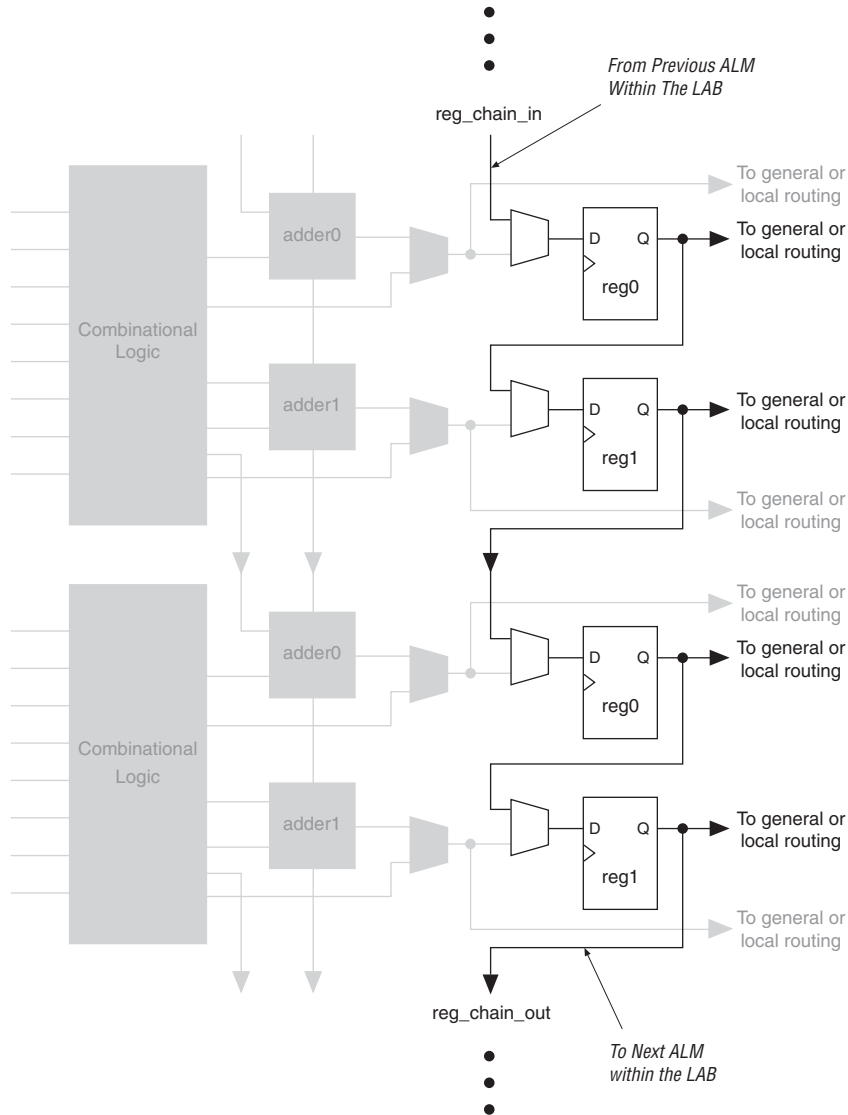 From Previous ALM
Within The LAB
reg_chain_in
To general or
local routing
adder0
D Q
To general or
local routing
reg0
Combinational
Logic
adder1
D Q
To general or
local routing
reg1
To general or
local routing
To general or
local routing
adder0
D Q
To general or
local routing
reg0
Combinational
Logic
adder1
D Q
To general or
local routing
reg1
To general or
local routing
reg_chain_out
To Next ALM
within the LAB